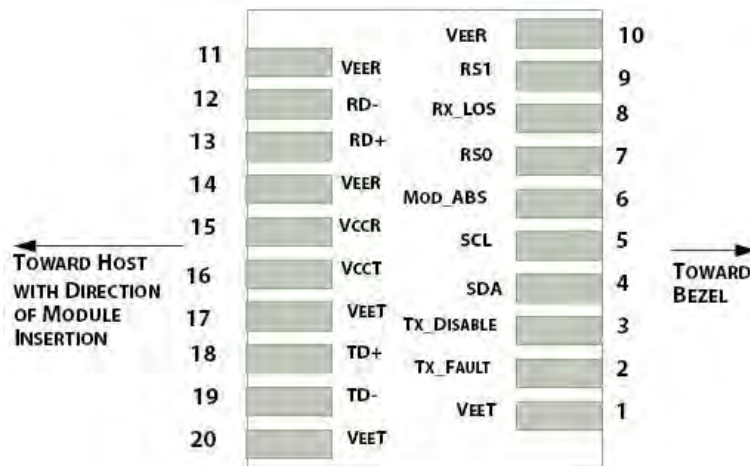 11 VEER
12 RD-
13 RD+
14 VEER
15 VCCR
16 VCCT
17 VEET
18 TD+
19 TD-
20 VEET
TOWARD HOST
WITH DIRECTION
OF MODULE
INSERTION
VEER 10
RS1 9
RX_LOS 8
RS0 7
MOD_ABS 6
SCL 5
SDA 4
TX_DISABLE 3
TX_FAULT 2
VEET 1
TOWARD
BEZEL